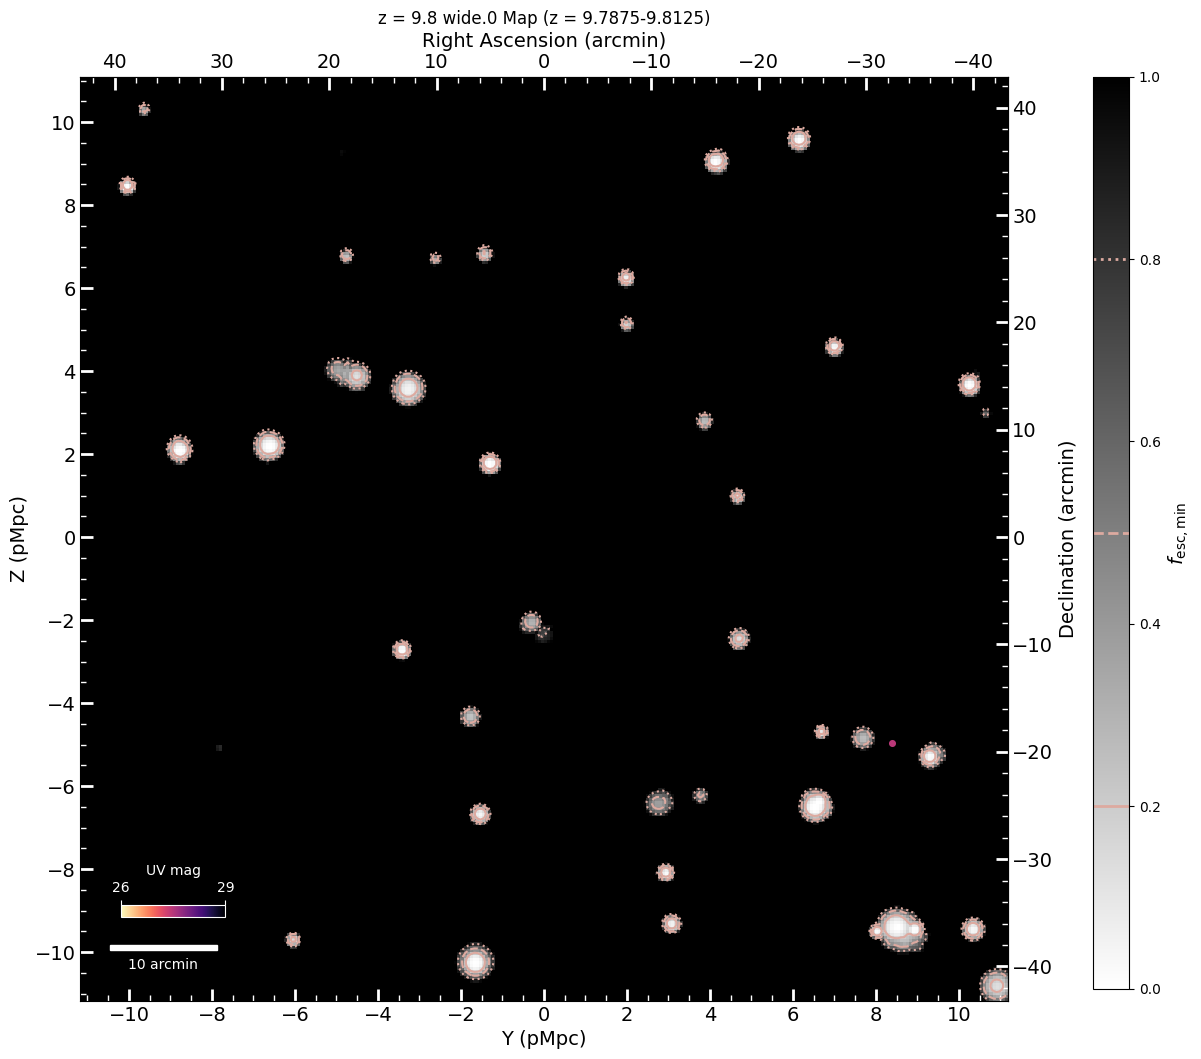 z = 9.8 wide.0 Map (z = 9.7875-9.8125)
Right Ascension (arcmin)
40 30 20 10 0 −10 −20 −30 −40
10 8 6 4 2 0 −2 −4 −6 −8 −10
Z (pMpc)
40 30 20 10 0 −10 −20 −30 −40
Declination (arcmin)
1.0
0.8
0.6
0.4
0.2
0.0
fesc,min
UV mag
26 29
10 arcmin
−10 −8 −6 −4 −2 0 2 4 6 8 10
Y (pMpc)